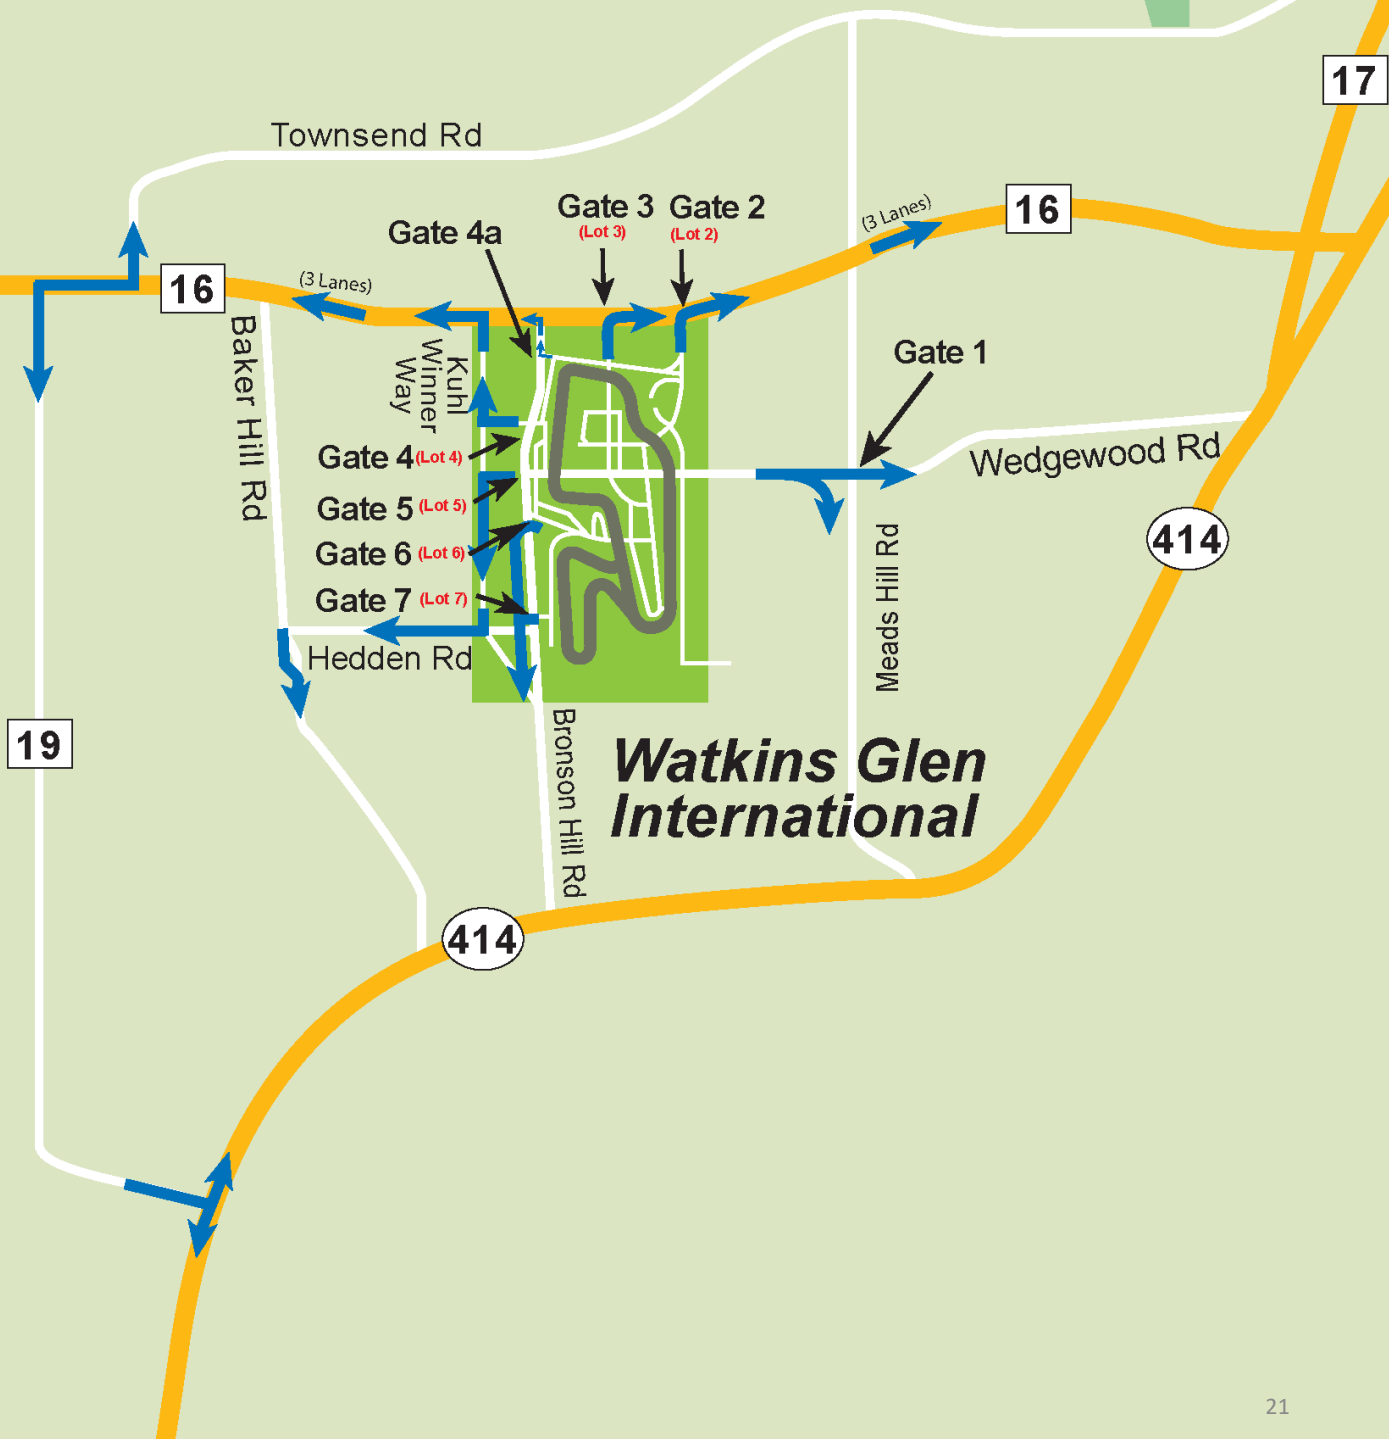 17
Townsend Rd
(3 Lanes)
16
Gate 3
(Lot 3)
Gate 2
(Lot 2)
Gate 4a
16
(3 Lanes)
Baker Hill Rd
Kuhl
Winner
Way
Gate 1
Gate 4 (Lot 4)
Wedgewood Rd
Gate 5 (Lot 5)
414
Gate 6 (Lot 6)
Gate 7 (Lot 7)
Meads Hill Rd
Hedden Rd
19
Bronson Hill Rd
Watkins Glen
International
414
21